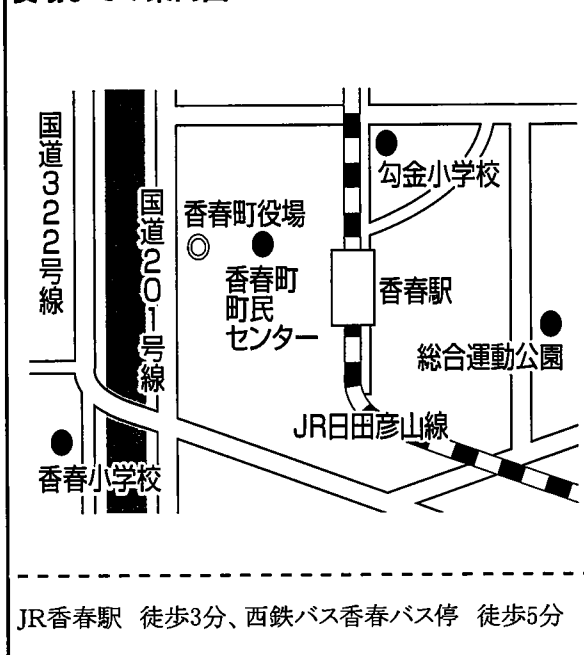 国道322号線
国道201号線
香春町役場
香春町
町民
センター
勾金小学校
香春駅
総合運動公園
JR日田彦山線
香春小学校
JR香春駅 徒歩3分、西鉄バス香春バス停 徒歩5分